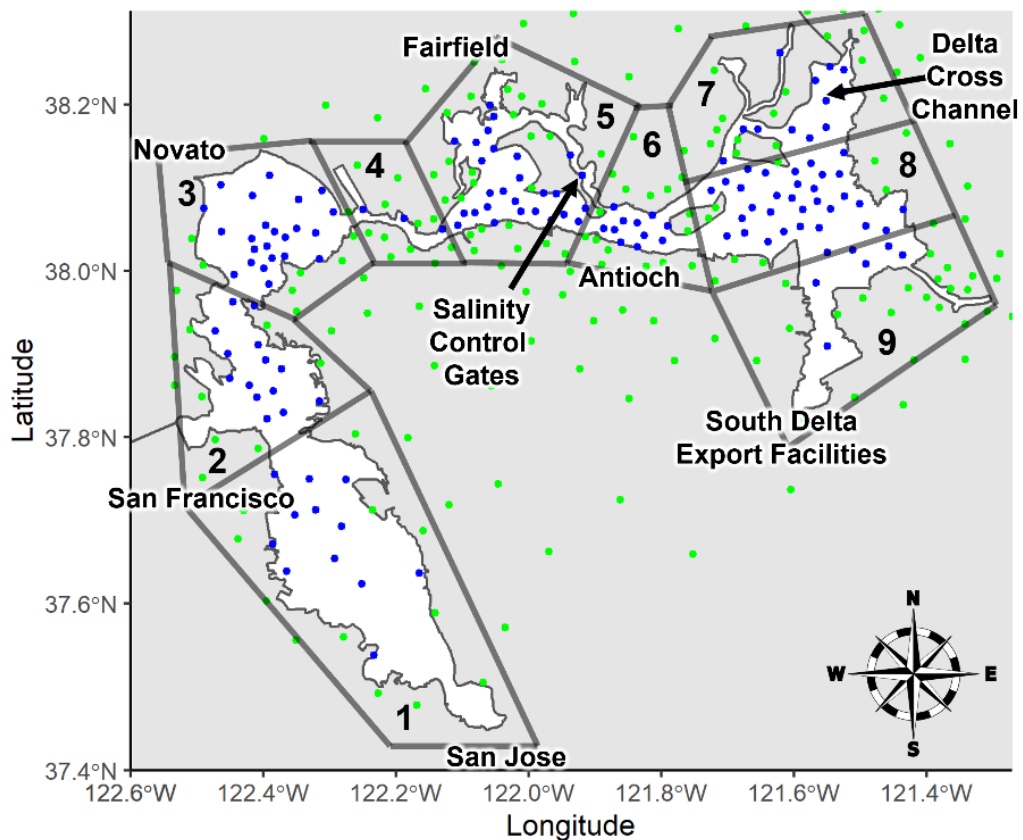 Fairfield
Delta
Cross
Channel
38.2°N
7
5
6
Novato
4
8
3
38.0°N
Antioch
Salinity
Control
Gates
9
Latitude
37.8°N
2
South Delta
Export Facilities
San Francisco
37.6°N
N
W
E
S
1
San Jose
37.4°N
122.6°W
122.4°W
122.2°W
122.0°W
121.8°W
121.6°W
121.4°W
Longitude